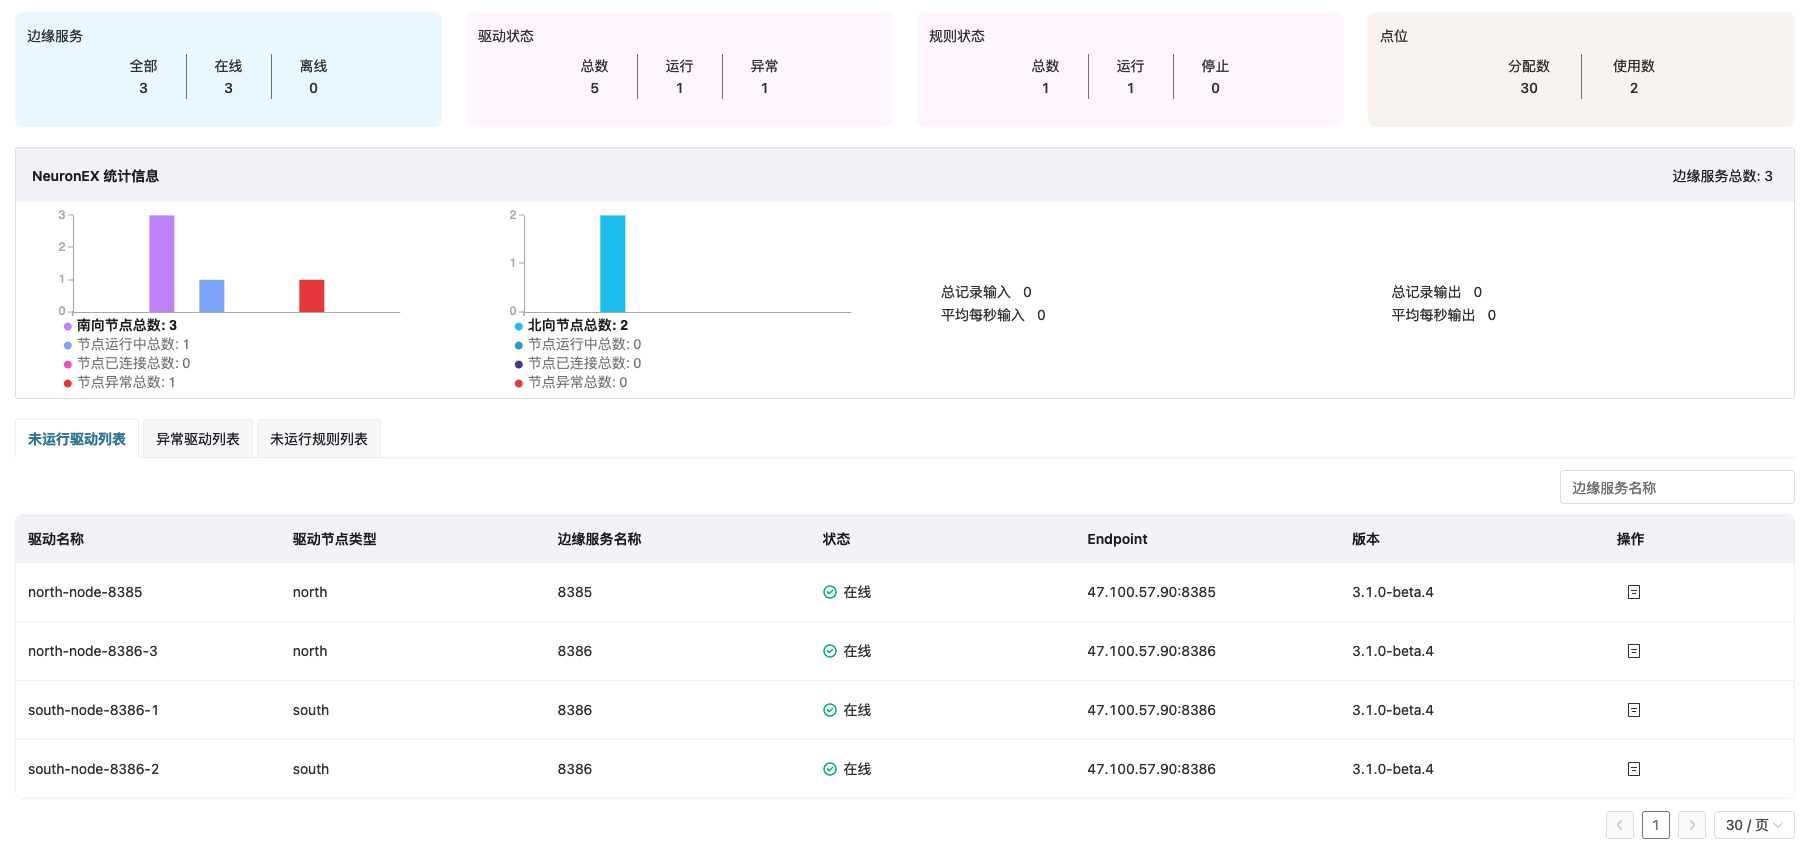 边缘服务
全部 在线 离线
3 3 0
驱动状态
总数 运行 异常
5 1 1
规则状态
总数 运行 停止
1 1 0
点位
分配数 使用数
30 2
NeuronEX 统计信息 边缘服务总数: 3
3
2
1
0
南向节点总数: 3
节点运行中总数: 1
节点已连接总数: 0
节点异常总数: 1
2
1
0
北向节点总数: 2
节点运行中总数: 0
节点已连接总数: 0
节点异常总数: 0
总记录输入 0
平均每秒输入 0
总记录输出 0
平均每秒输出 0
未运行驱动列表 异常驱动列表 未运行规则列表
边缘服务名称
驱动名称 驱动节点类型 边缘服务名称 状态 Endpoint 版本 操作
north-node-8385 north 8385 在线 47.100.57.90:8385 3.1.0-beta.4
north-node-8386-3 north 8386 在线 47.100.57.90:8386 3.1.0-beta.4
south-node-8386-1 south 8386 在线 47.100.57.90:8386 3.1.0-beta.4
south-node-8386-2 south 8386 在线 47.100.57.90:8386 3.1.0-beta.4
1 30 / 页